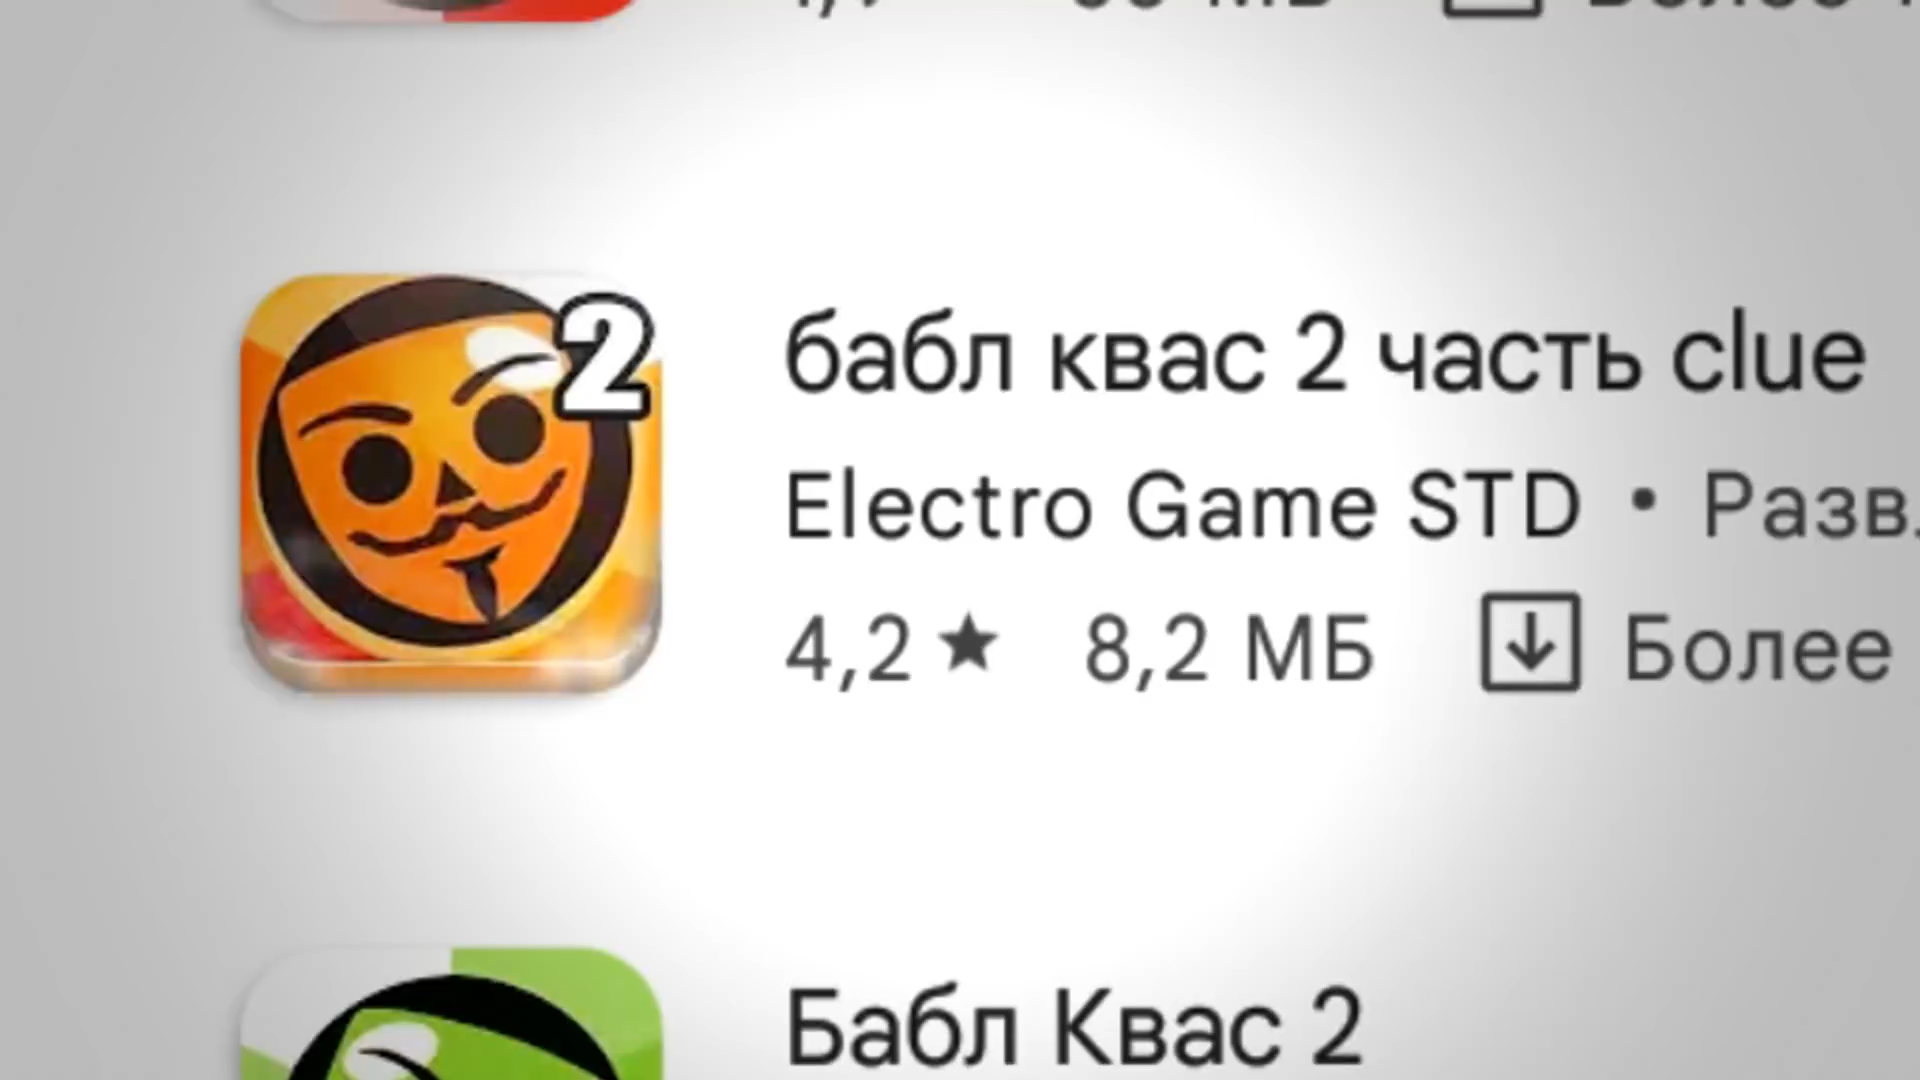 2
бабл квас 2 часть clue
Electro Game STD • Разв.
4,2★ 8,2 МБ Более
Бабл Квас 2